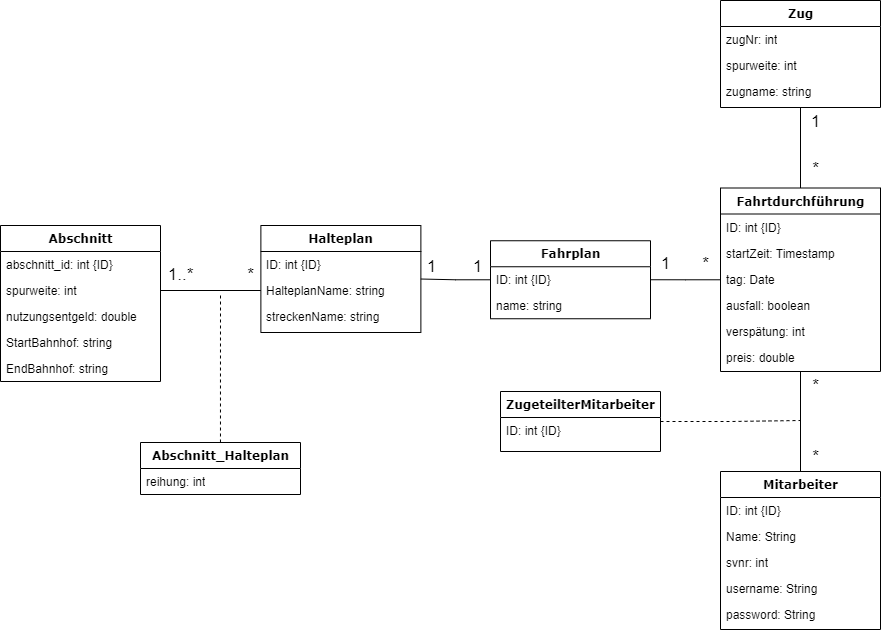 Zug
zugNr: int
spurweite: int
zugname: string
1
*
Fahrtdurchführung
ID: int {ID}
startZeit: Timestamp
tag: Date
ausfall: boolean
verspätung: int
preis: double
Abschnitt
abschnitt_id: int {ID}
spurweite: int
nutzungsentgeld: double
StartBahnhof: string
EndBahnhof: string
1..*
*
Halteplan
ID: int {ID}
HalteplanName: string
streckenName: string
1
1
Fahrplan
ID: int {ID}
name: string
1
*
*
ZugeteilterMitarbeiter
ID: int {ID}
Abschnitt_Halteplan
reihung: int
*
Mitarbeiter
ID: int {ID}
Name: String
svnr: int
username: String
password: String